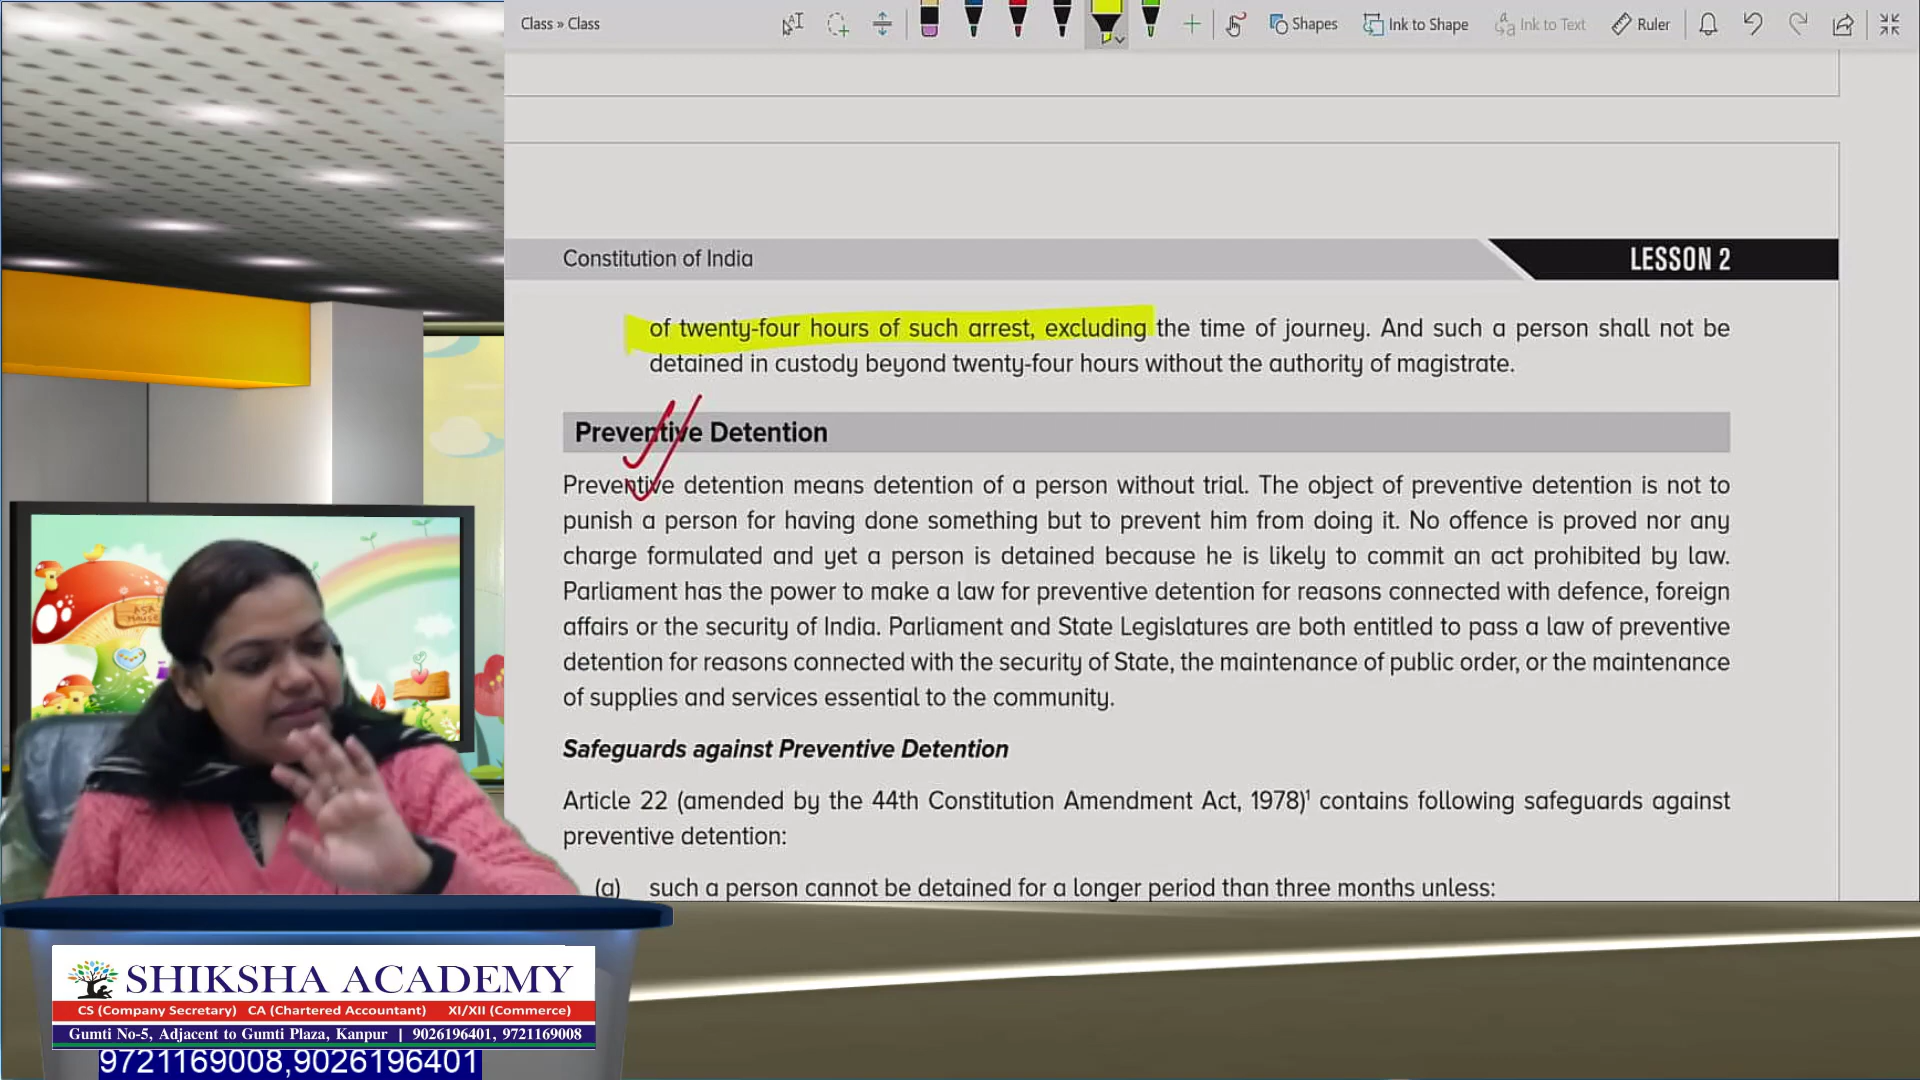 Class » Class
Shapes
Ink to Shape
Ink to Text
Ruler
Constitution of India
LESSON 2
of twenty-four hours of such arrest, excluding the time of journey. And such a person shall not be
detained in custody beyond twenty-four hours without the authority of magistrate.
Preventive Detention
Preventive detention means detention of a person without trial. The object of preventive detention is not to
punish a person for having done something but to prevent him from doing it. No offence is proved nor any
charge formulated and yet a person is detained because he is likely to commit an act prohibited by law.
Parliament has the power to make a law for preventive detention for reasons connected with defence, foreign
affairs or the security of India. Parliament and State Legislatures are both entitled to pass a law of preventive
detention for reasons connected with the security of State, the maintenance of public order, or the maintenance
of supplies and services essential to the community.
Safeguards against Preventive Detention
Article 22 (amended by the 44th Constitution Amendment Act, 1978)¹ contains following safeguards against
preventive detention:
(a) such a person cannot be detained for a longer period than three months unless:
SHIKSHA ACADEMY
CS (Company Secretary) CA (Chartered Accountant) XI/XII (Commerce)
Gumti No-5, Adjacent to Gumti Plaza, Kanpur | 9026196401, 9721169008
9721169008,9026196401